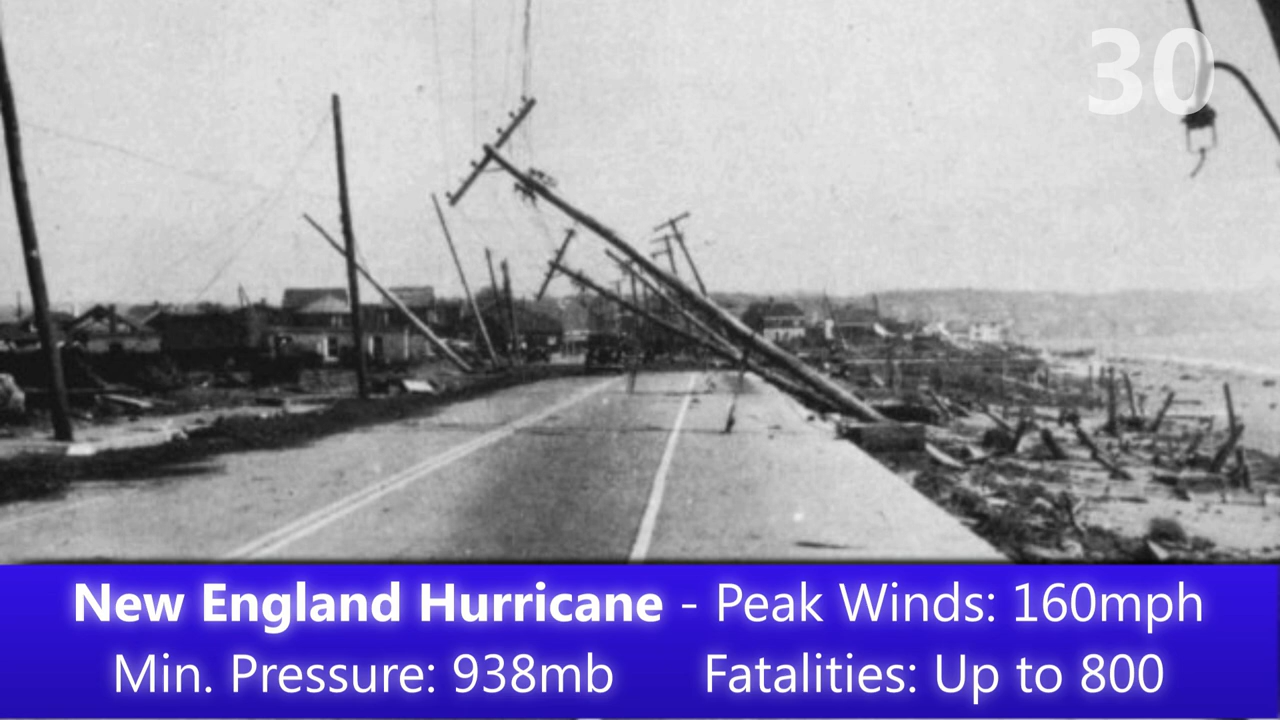 30
New England Hurricane - Peak Winds: 160mph
Min. Pressure: 938mb Fatalities: Up to 800